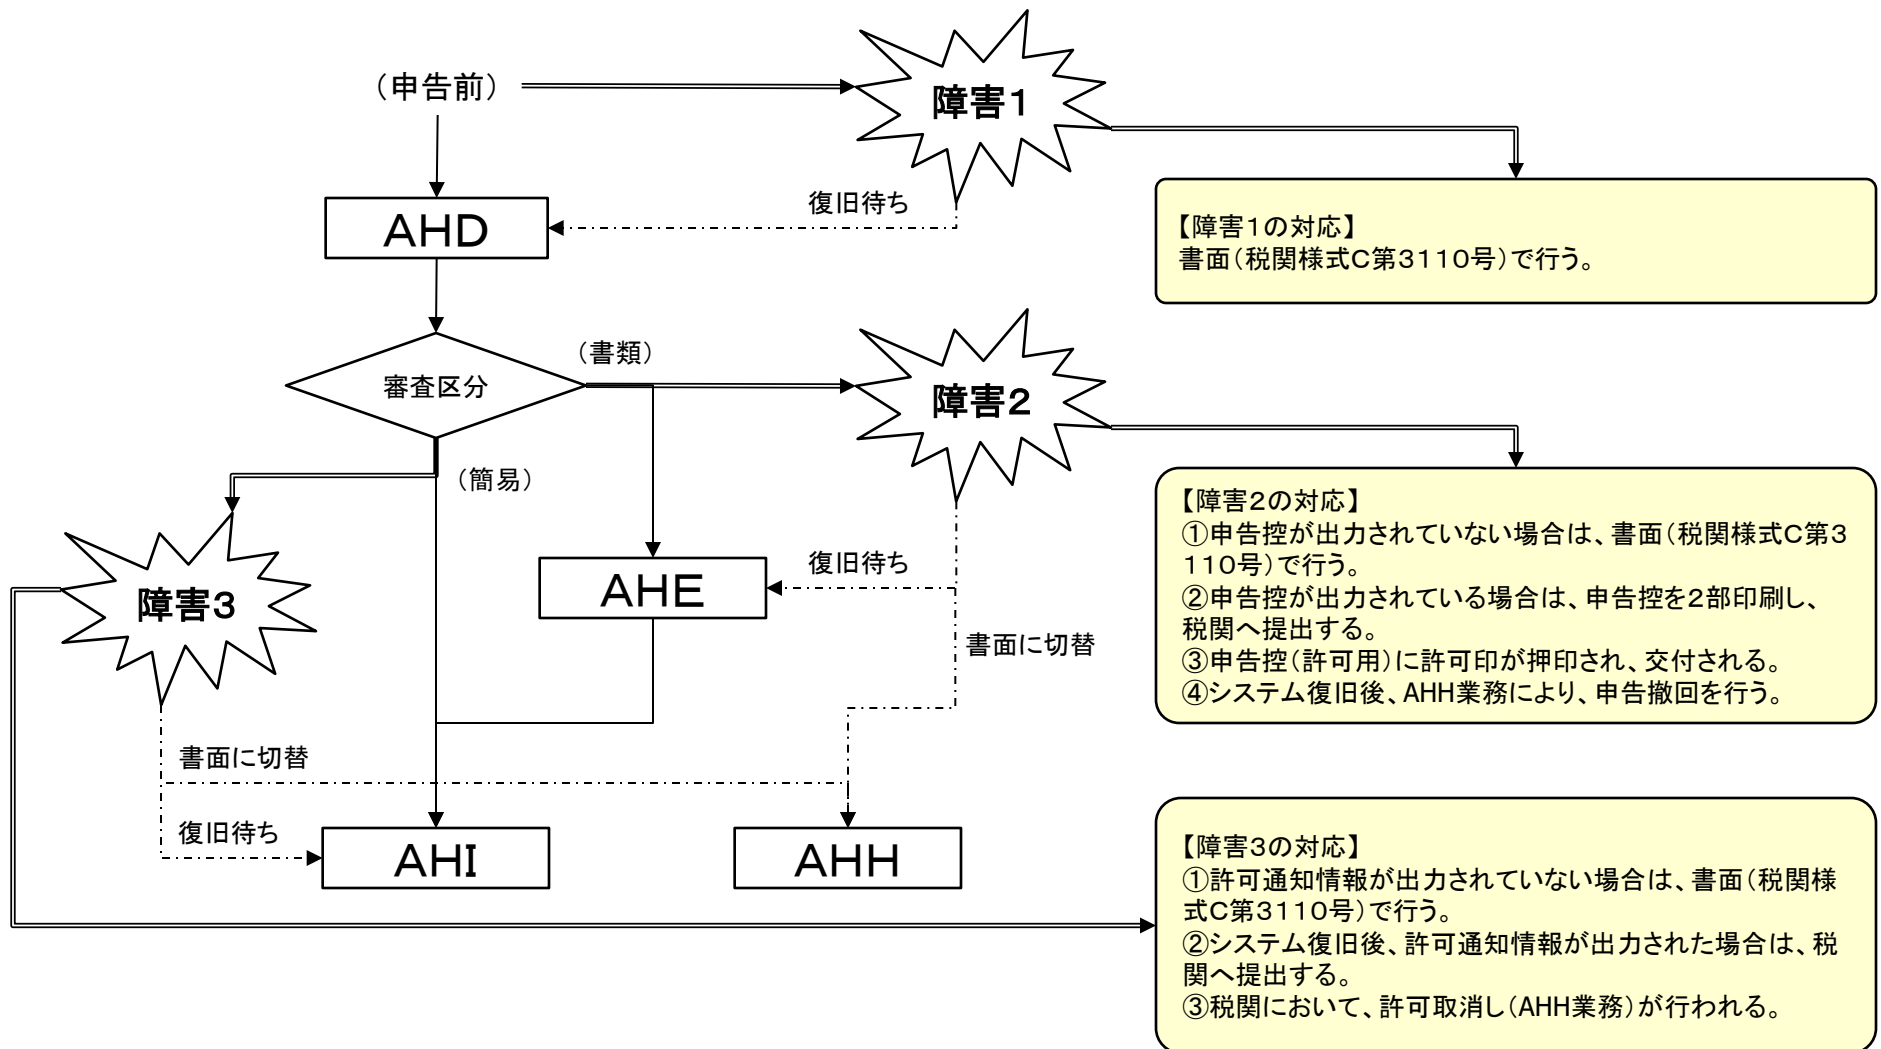 （申告前）
障害１
復旧待ち
ＡＨＤ
【障害１の対応】
書面（税関様式Ｃ第３１１０号）で行う。
（書類）
審査区分
障害２
（簡易）
【障害２の対応】
①申告控が出力されていない場合は、書面（税関様式Ｃ第３
１１０号）で行う。
②申告控が出力されている場合は、申告控を２部印刷し、
税関へ提出する。
③申告控（許可用）に許可印が押印され、交付される。
④システム復旧後、AHH業務により、申告撤回を行う。
障害３
復旧待ち
ＡＨＥ
書面に切替
書面に切替
復旧待ち
ＡＨＩ
ＡＨＨ
【障害３の対応】
①許可通知情報が出力されていない場合は、書面（税関様
式Ｃ第３１１０号）で行う。
②システム復旧後、許可通知情報が出力された場合は、税
関へ提出する。
③税関において、許可取消し（AHH業務）が行われる。